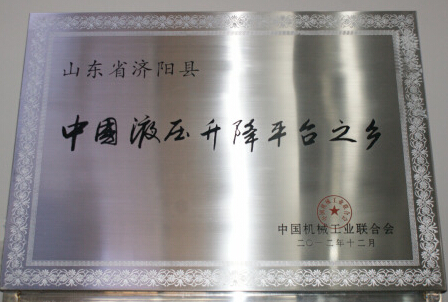 山东省济阳县
中國液压升降平台之乡
中国机械工业联合会
二〇一二年十二月